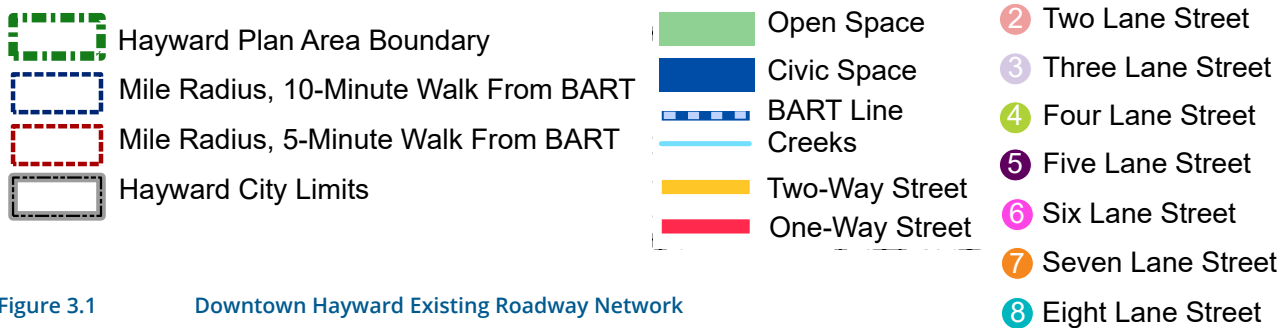 Hayward Plan Area Boundary
Mile Radius, 10-Minute Walk From BART
Mile Radius, 5-Minute Walk From BART
Hayward City Limits
Open Space
Civic Space
BART Line
Creeks
Two-Way Street
One-Way Street
2 Two Lane Street
3 Three Lane Street
4 Four Lane Street
5 Five Lane Street
6 Six Lane Street
7 Seven Lane Street
8 Eight Lane Street
Figure 3.1 Downtown Hayward Existing Roadway Network